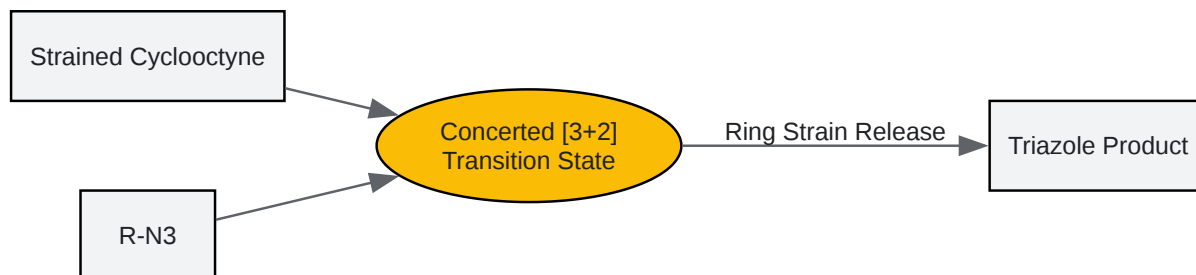 Strained Cyclooctyne
Concerted [3+2]
Transition State
Ring Strain Release
Triazole Product
R-N3